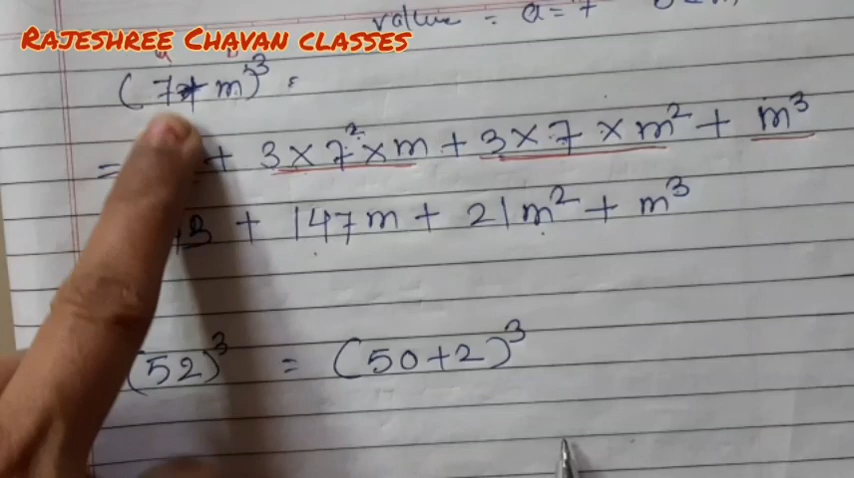 value = a = 7
RAJESHREE CHAVAN CLASSES
(7+m)³
= + 3×7²×m + 3×7×m² + m³
+ 147m + 21m² + m³
(52)³ = (50+2)³